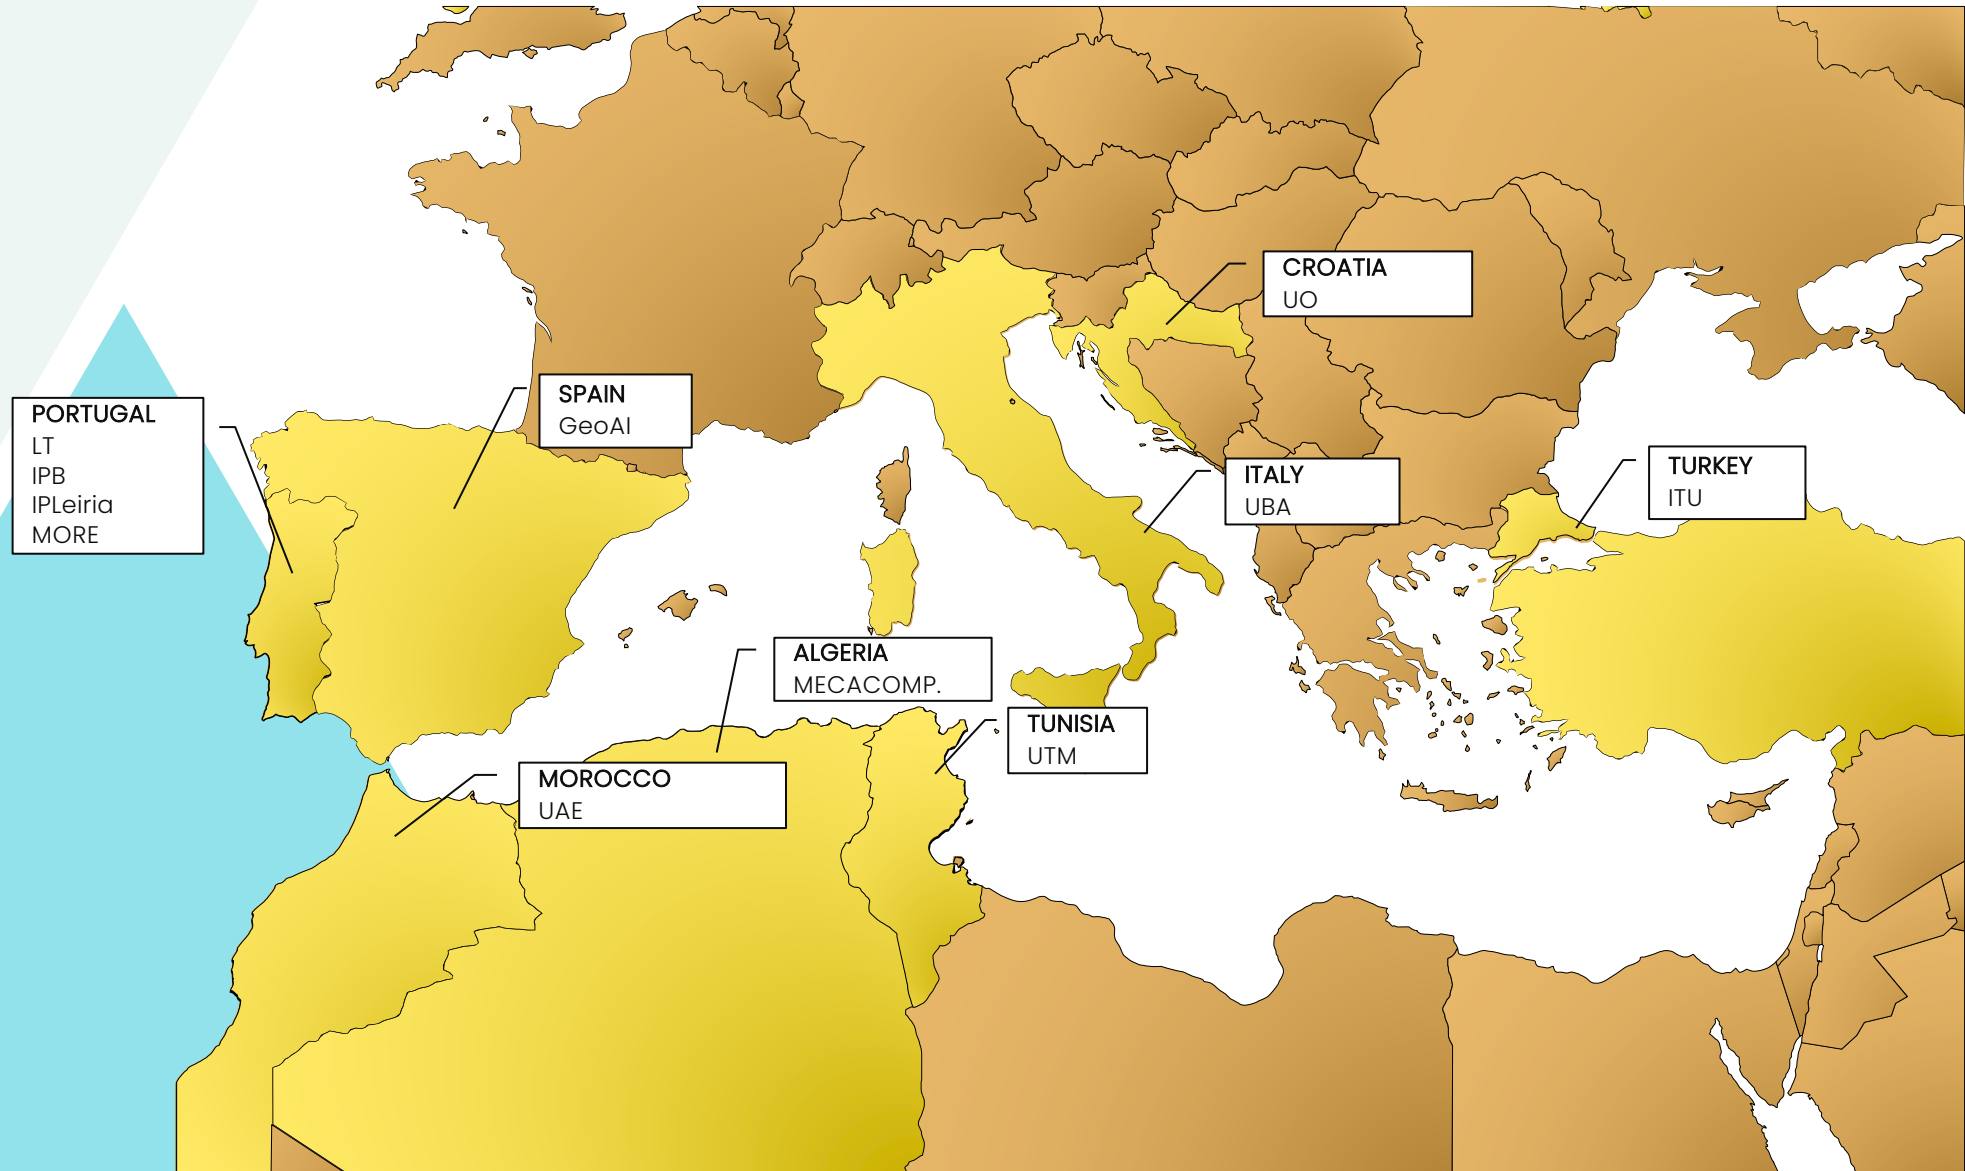 CROATIA
UO
SPAIN
GeoAI
PORTUGAL
LT
IPB
IPLeiria
MORE
ITALY
UBA
TURKEY
ITU
ALGERIA
MECACOMP.
TUNISIA
UTM
MOROCCO
UAE